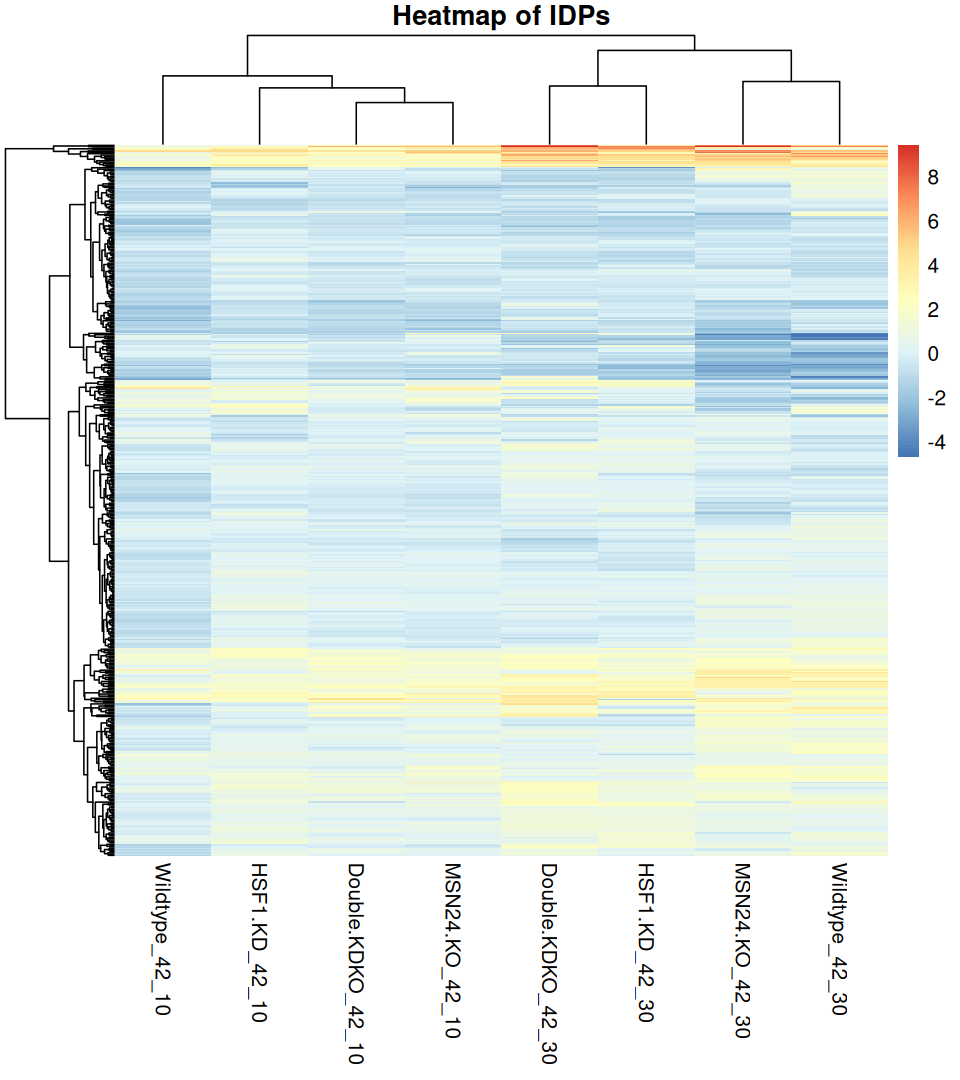 Heatmap of IDPs
8
6
4
2
0
-2
-4
Wildtype_42_10
HSF1.KD_42_10
Double.KDKO_42_10
MSN24.KO_42_10
Double.KDKO_42_30
HSF1.KD_42_30
MSN24.KO_42_30
Wildtype_42_30